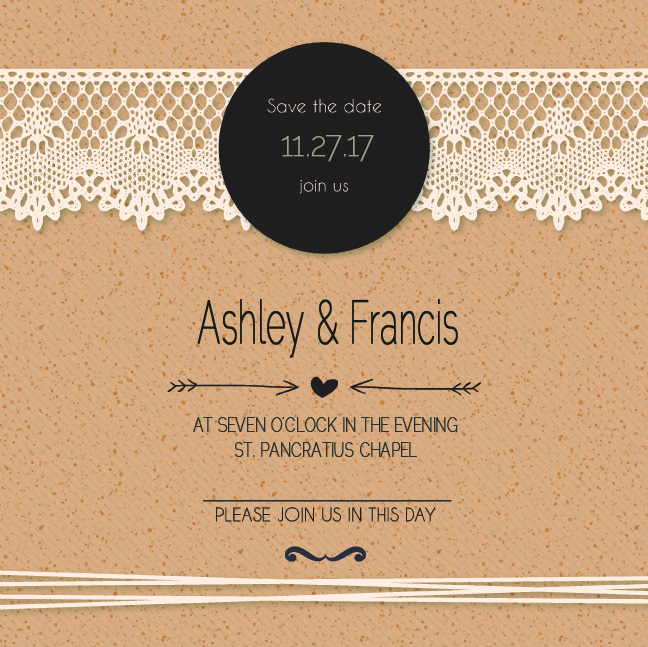 Save the date
11.27.17
join us
Ashley & Francis
AT SEVEN O'CLOCK IN THE EVENING
ST. PANCRATIUS CHAPEL
PLEASE JOIN US IN THIS DAY